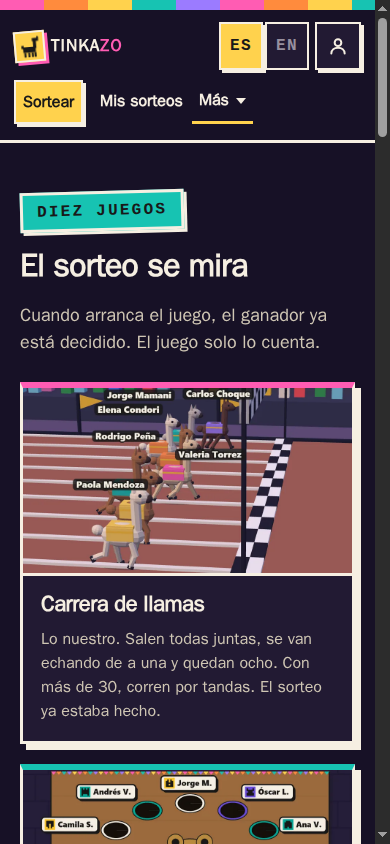 TINKAZO
ES
EN
Sortear
Mis sorteos
Más
DIEZ JUEGOS
El sorteo se mira
Cuando arranca el juego, el ganador ya
está decidido. El juego solo lo cuenta.
Jorge Mamani
Carlos Choque
Elena Condori
Rodrigo Peña
Valeria Torrez
Paola Mendoza
Carrera de llamas
Lo nuestro. Salen todas juntas, se van
echando de a una y quedan ocho. Con
más de 30, corren por tandas. El sorteo
ya estaba hecho.
Jorge M.
Andrés V.
Óscar L.
Camila S.
Ana V.